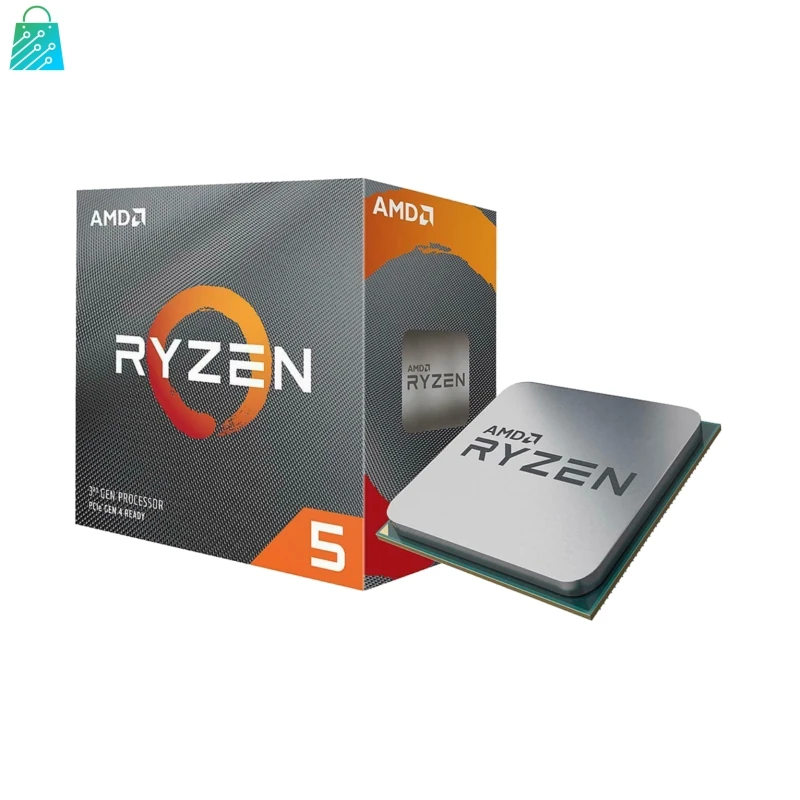 AMD
RYZEN
3rd GEN PROCESSOR
PCIe GEN 4 READY
5
AMD
AMD
RYZEN
AMD
RYZEN